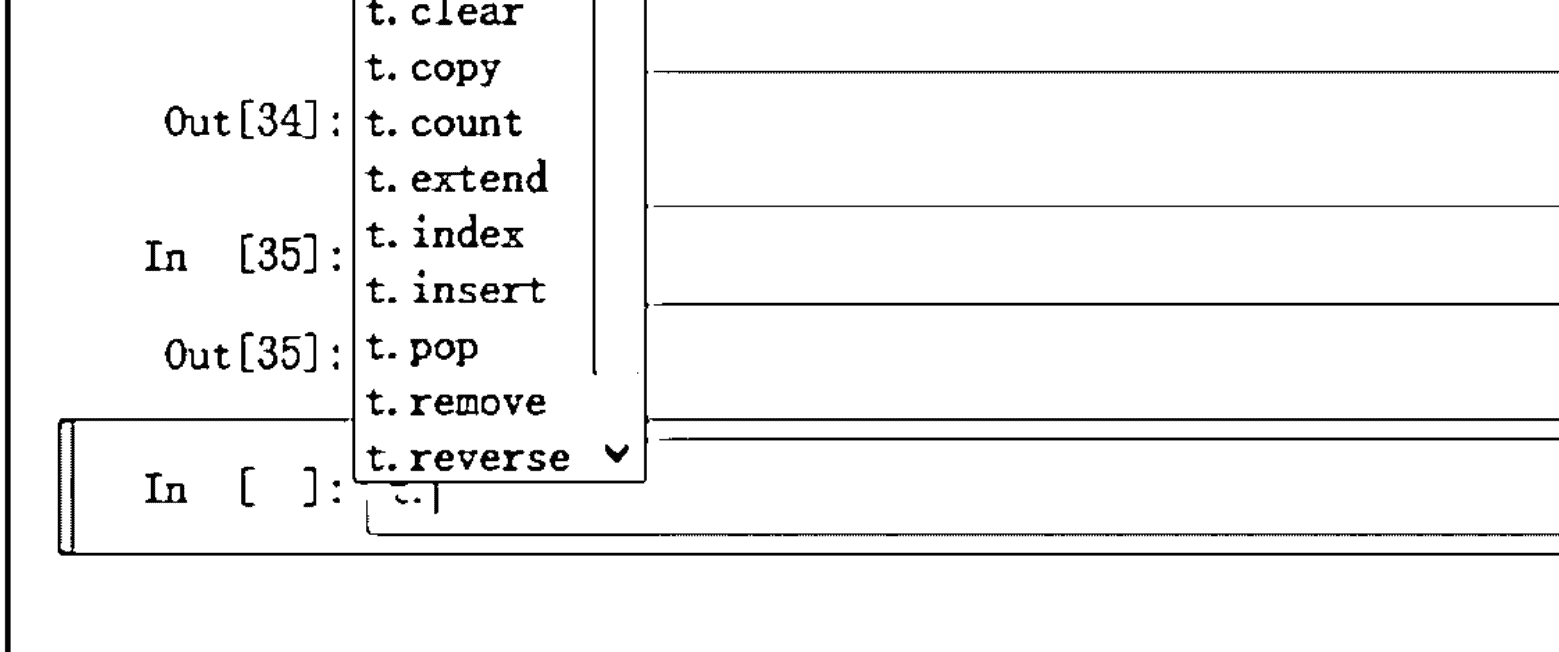 t.clear
t.copy
Out[34]: t.count
t.extend
In [35]: t.index
t.insert
Out[35]: t.pop
t.remove
t.reverse
In [ ]: t.